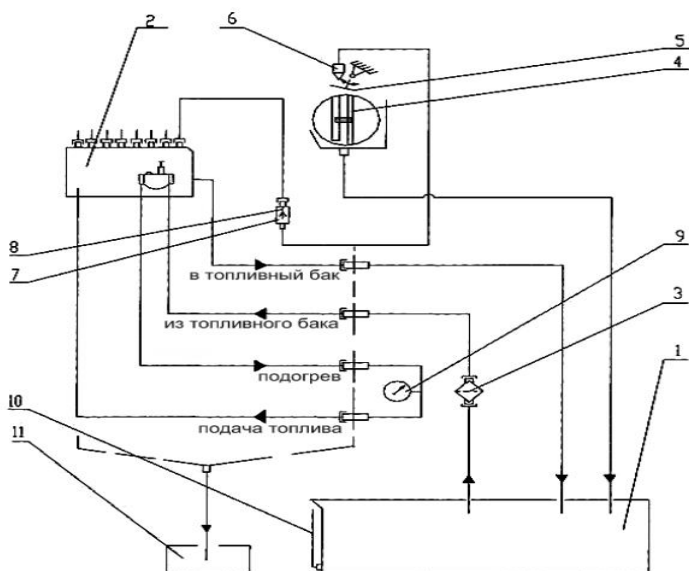 2
6
5
4
8
7
9
в топливный бак
из топливного бака
3
1
подогрев
10
подача топлива
11